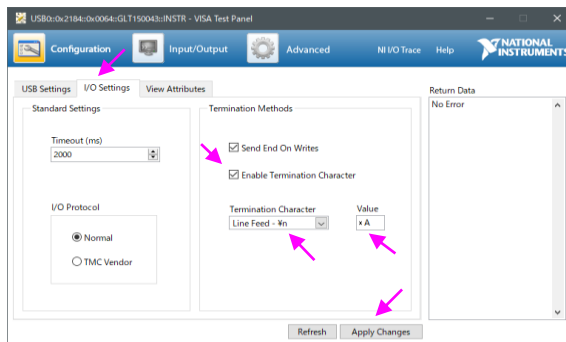 USB0::0x2184::0x0064::GLT150043::INSTR - VISA Test Panel
Configuration Input/Output Advanced NI I/O Trace Help NATIONAL INSTRUMENTS
USB Settings I/O Settings View Attributes Return Data
Standard Settings Termination Methods No Error
Timeout (ms) Send End On Writes
2000
Enable Termination Character
I/O Protocol Termination Character Value
Line Feed - ¥n xA
Normal
TMC Vendor
Refresh Apply Changes